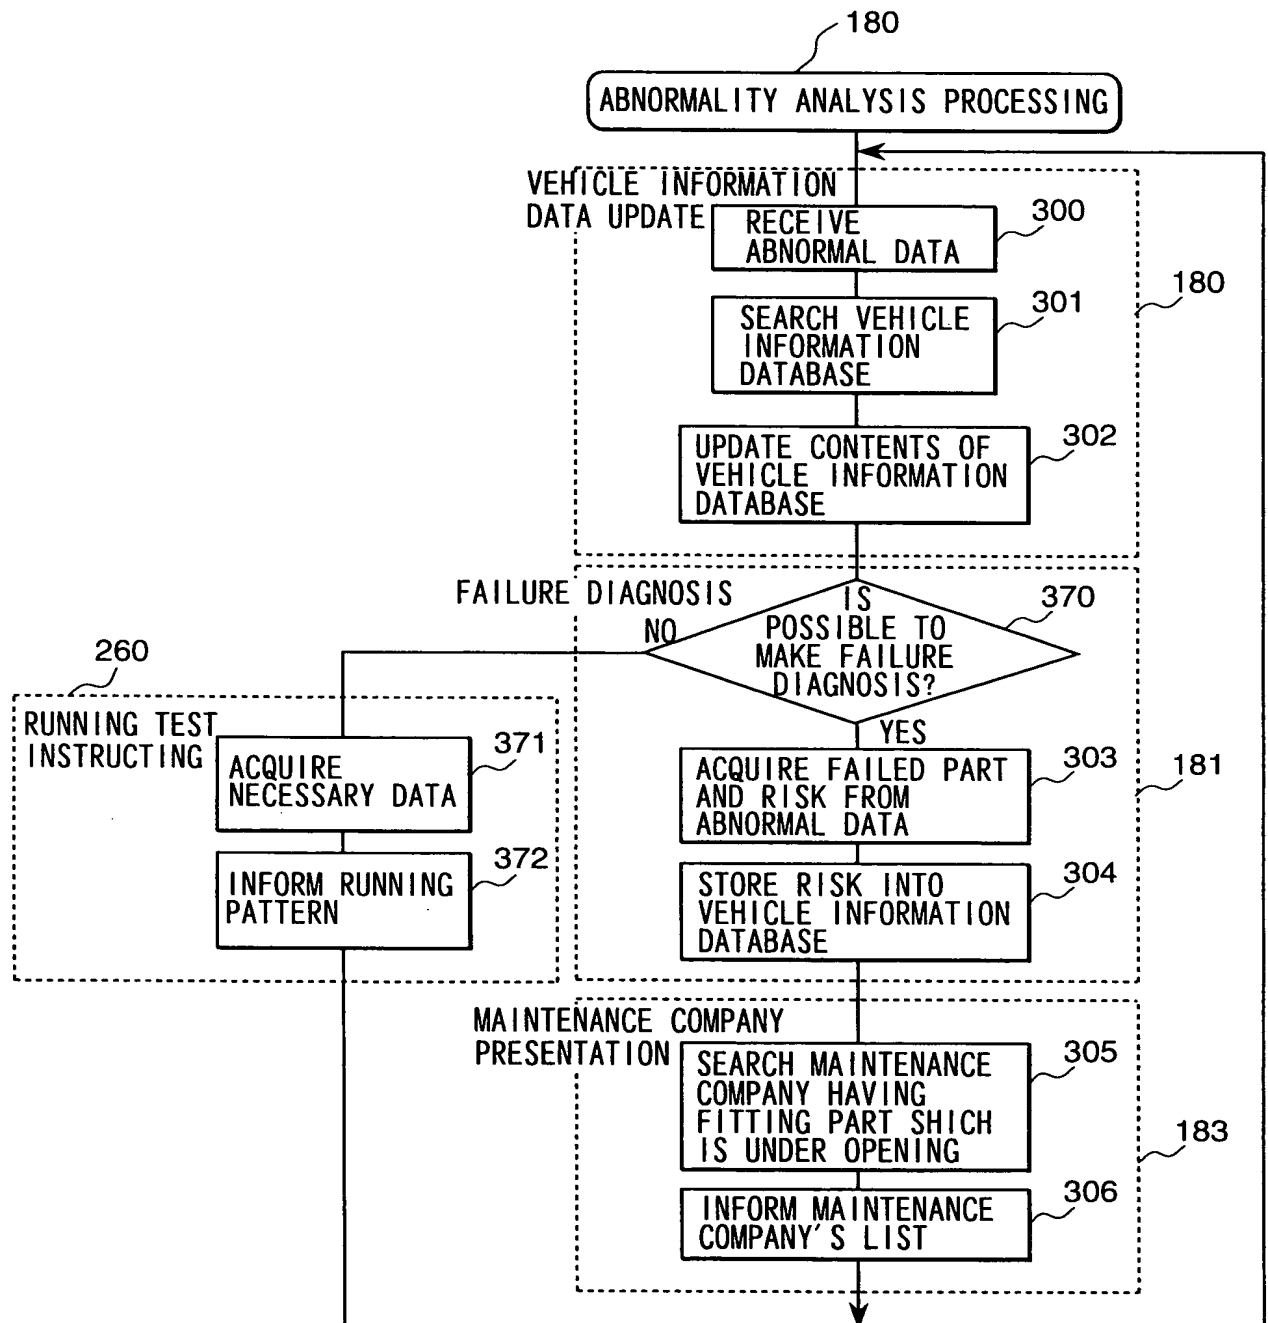 180
ABNORMALITY ANALYSIS PROCESSING
VEHICLE INFORMATION
DATA UPDATE
RECEIVE
ABNORMAL DATA
300
180
SEARCH VEHICLE
INFORMATION
DATABASE
301
UPDATE CONTENTS OF
VEHICLE INFORMATION
DATABASE
302
FAILURE DIAGNOSIS
IS
POSSIBLE TO
MAKE FAILURE
DIAGNOSIS?
370
NO
YES
260
RUNNING TEST
INSTRUCTING
ACQUIRE
NECESSARY DATA
371
INFORM RUNNING
PATTERN
372
ACQUIRE FAILED PART
AND RISK FROM
ABNORMAL DATA
303
181
STORE RISK INTO
VEHICLE INFORMATION
DATABASE
304
MAINTENANCE COMPANY
PRESENTATION
SEARCH MAINTENANCE
COMPANY HAVING
FITTING PART SHICH
IS UNDER OPENING
305
183
INFORM MAINTENANCE
COMPANY'S LIST
306